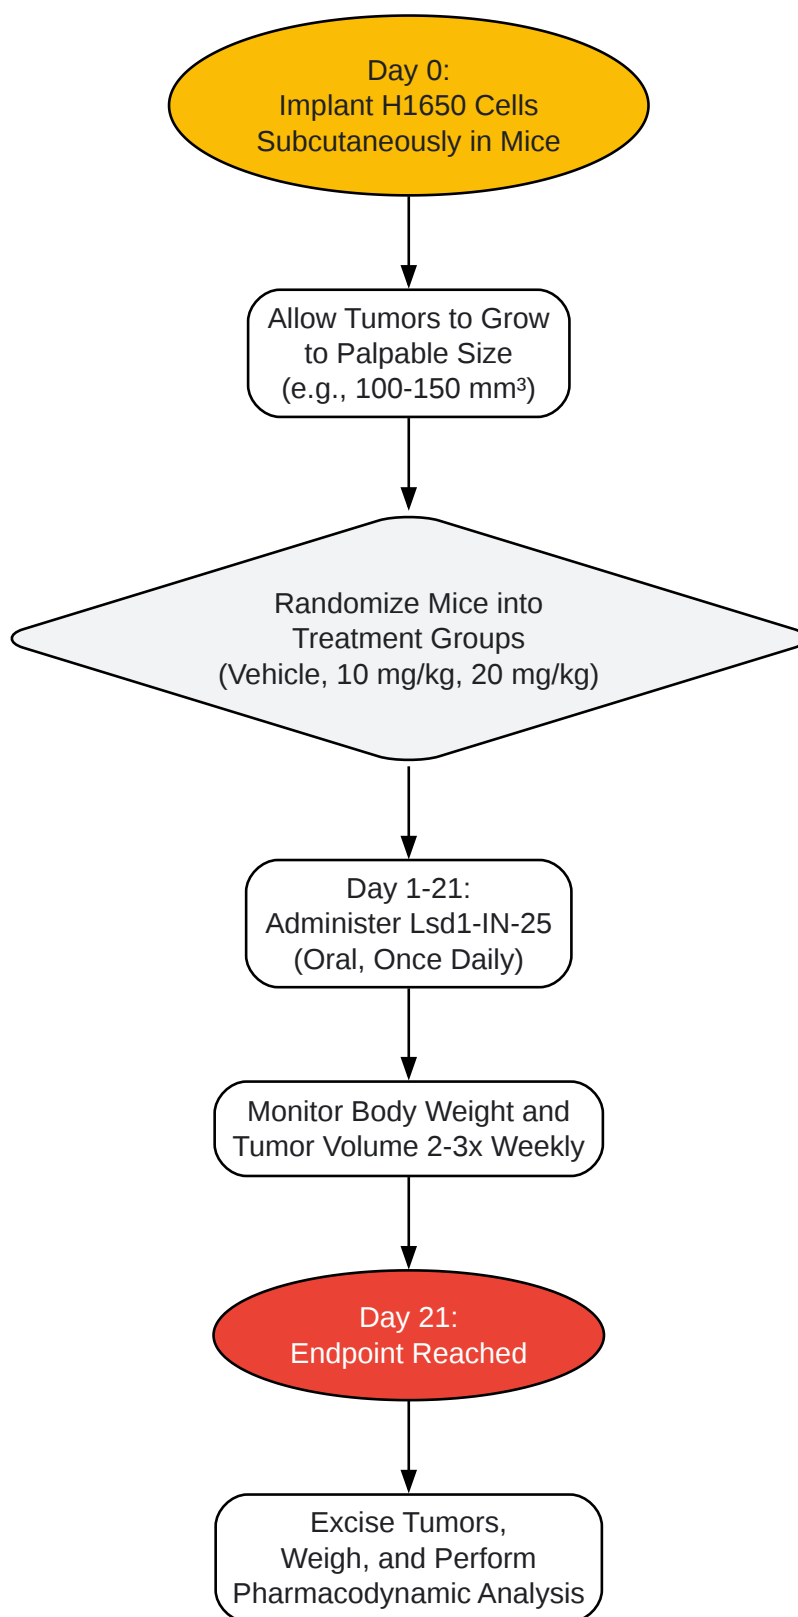 Day 0:
Implant H1650 Cells
Subcutaneously in Mice
Allow Tumors to Grow
to Palpable Size
(e.g., 100-150 mm³)
Randomize Mice into
Treatment Groups
(Vehicle, 10 mg/kg, 20 mg/kg)
Day 1-21:
Administer Lsd1-IN-25
(Oral, Once Daily)
Monitor Body Weight and
Tumor Volume 2-3x Weekly
Day 21:
Endpoint Reached
Excise Tumors,
Weigh, and Perform
Pharmacodynamic Analysis